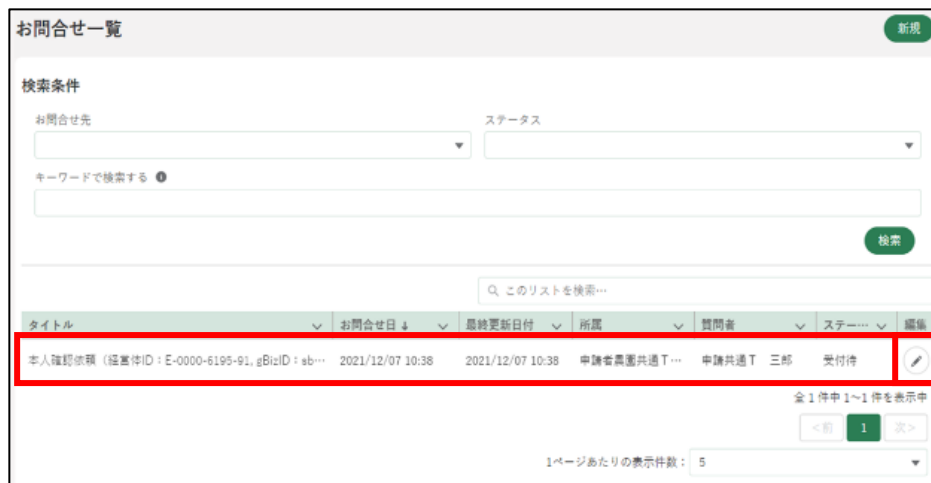 お問合せ一覧 新規
検索条件
お問合せ先 ステータス
キーワードで検索する
検索
このリストを検索…
タイトル お問合せ日 最終更新日付 所属 質問者 ステー… 編集
本人確認依頼（経営体ID：E-0000-6195-91, gBizID：sb… 2021/12/07 10:38 2021/12/07 10:38 申請者農園共通T… 申請共通T 三郎 受付待
全1件中1～1件を表示中
<前 1 次>
1ページあたりの表示件数： 5